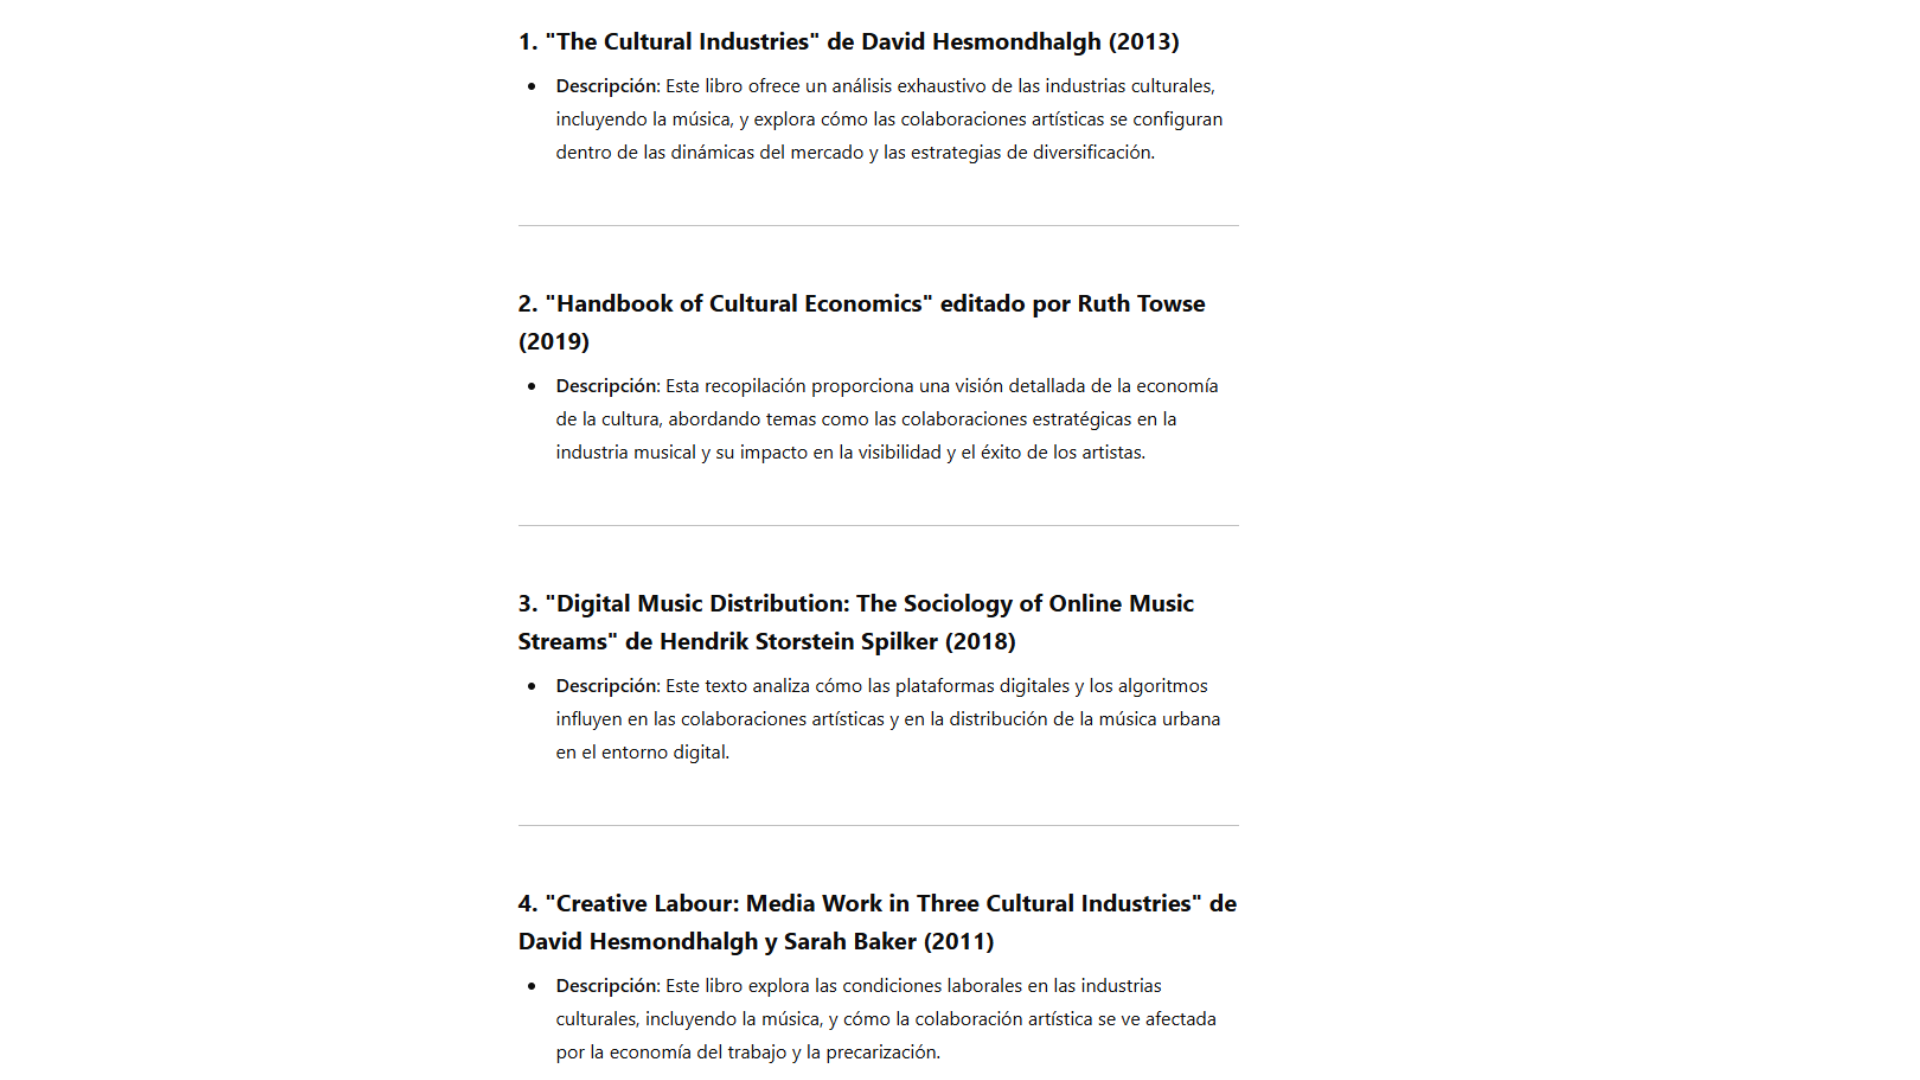 1. "The Cultural Industries" de David Hesmondhalgh (2013)
• Descripción: Este libro ofrece un análisis exhaustivo de las industrias culturales,
incluyendo la música, y explora cómo las colaboraciones artísticas se configuran
dentro de las dinámicas del mercado y las estrategias de diversificación.
2. "Handbook of Cultural Economics" editado por Ruth Towse
(2019)
• Descripción: Esta recopilación proporciona una visión detallada de la economía
de la cultura, abordando temas como las colaboraciones estratégicas en la
industria musical y su impacto en la visibilidad y el éxito de los artistas.
3. "Digital Music Distribution: The Sociology of Online Music
Streams" de Hendrik Storstein Spilker (2018)
• Descripción: Este texto analiza cómo las plataformas digitales y los algoritmos
influyen en las colaboraciones artísticas y en la distribución de la música urbana
en el entorno digital.
4. "Creative Labour: Media Work in Three Cultural Industries" de
David Hesmondhalgh y Sarah Baker (2011)
• Descripción: Este libro explora las condiciones laborales en las industrias
culturales, incluyendo la música, y cómo la colaboración artística se ve afectada
por la economía del trabajo y la precarización.